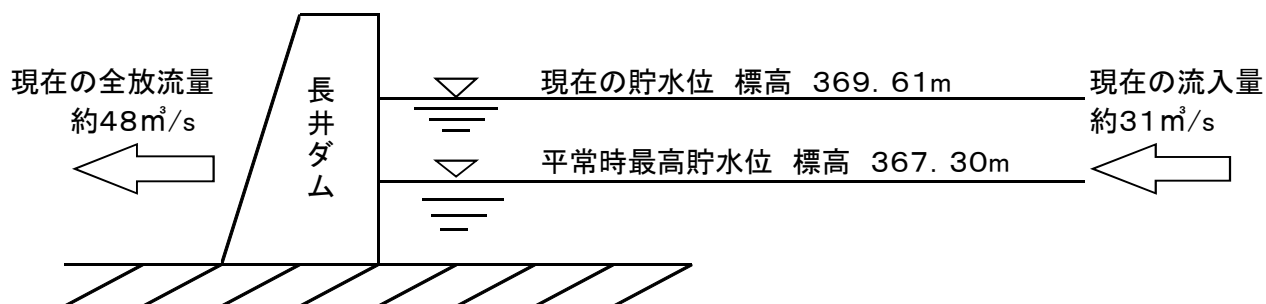 現在の全放流量
約48㎥/s
長井ダム
現在の貯水位 標高 369.61m
平常時最高貯水位 標高 367.30m
現在の流入量
約31㎥/s